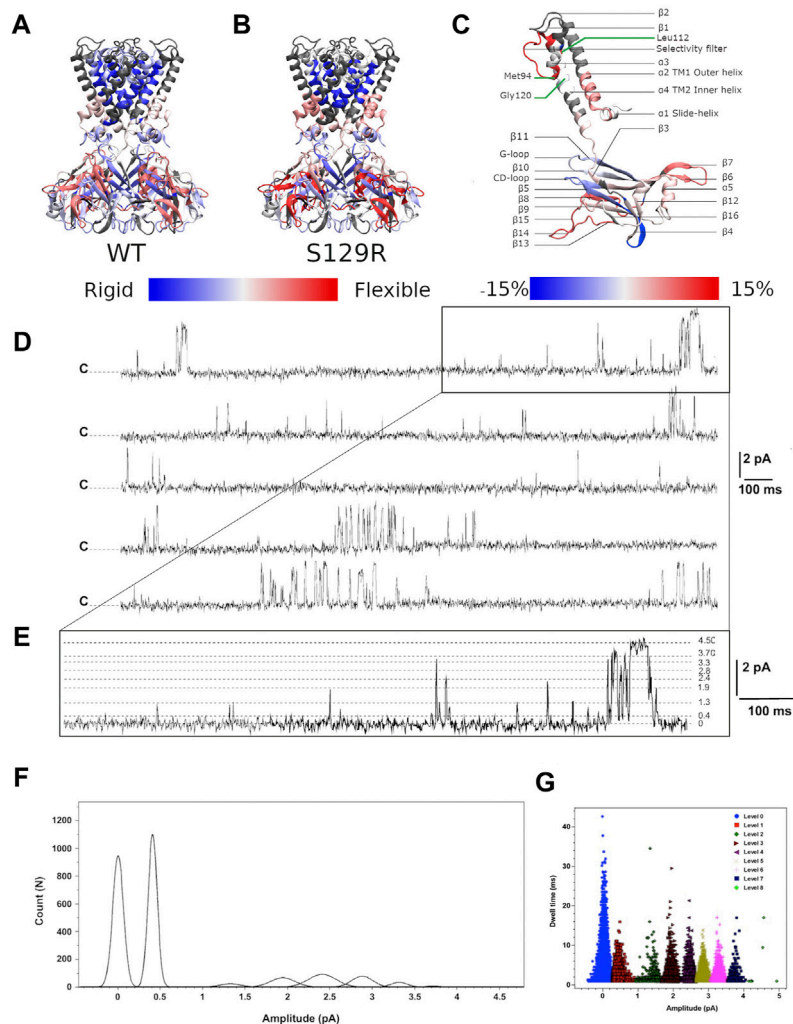 A
B
C
β2
β1
Leu112
Selectivity filter
α3
Met94
α2 TM1 Outer helix
Gly120
α4 TM2 Inner helix
α1 Slide-helix
β3
β11
G-loop
β10
CD-loop
β5
β8
β9
β15
β14
β13
β7
β6
α5
β12
β16
β4
WT
S129R
Rigid
Flexible
-15%
15%
D
C
C
C
C
C
2 pA
100 ms
E
4.50
3.70
3.3
2.8
2.4
1.9
1.3
0.4
0
2 pA
100 ms
F
1200
1000
800
600
400
200
0
Count (N)
0 0.5 1 1.5 2 2.5 3 3.5 4 4.5
Amplitude (pA)
G
40
30
20
10
0
Dwell time (ms)
Level 0
Level 1
Level 2
Level 3
Level 4
Level 5
Level 6
Level 7
Level 8
0 1 2 3 4 5
Amplitude (pA)